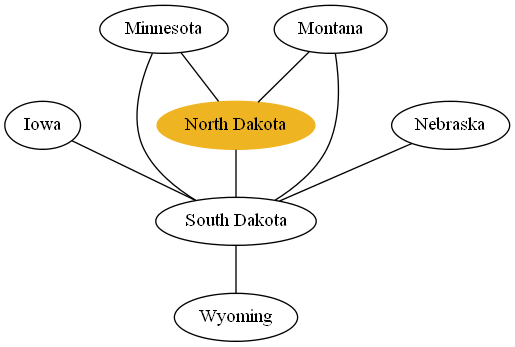 Minnesota
Montana
Iowa
North Dakota
Nebraska
South Dakota
Wyoming